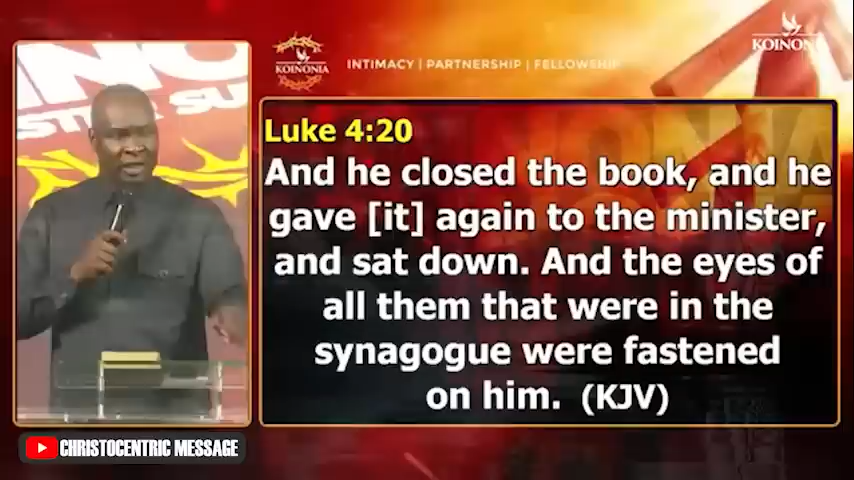 KOINONIA
INTIMACY | PARTNERSHIP | FELLOWSHIP
Luke 4:20
And he closed the book, and he
gave [it] again to the minister,
and sat down. And the eyes of
all them that were in the
synagogue were fastened
on him. (KJV)
CHRISTOCENTRIC MESSAGE